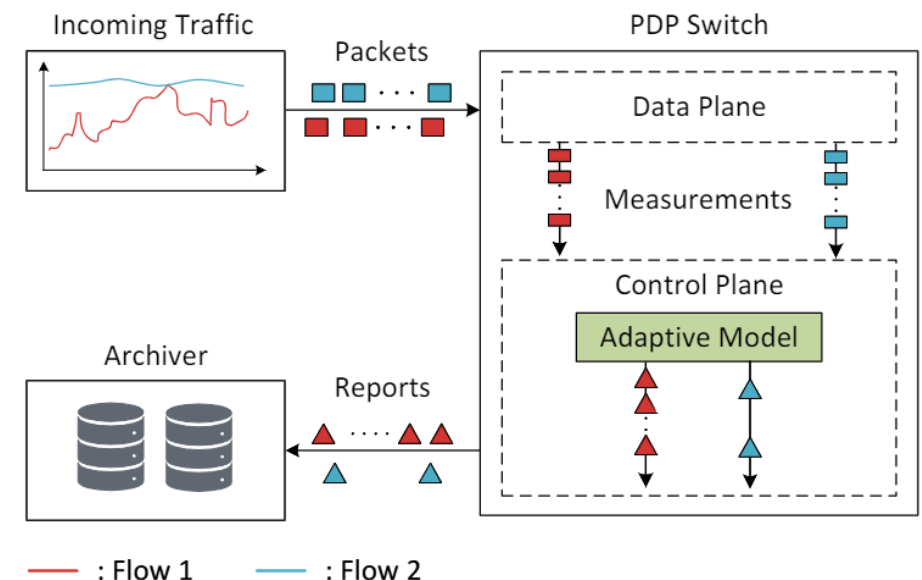 Incoming Traffic
Packets
PDP Switch
Data Plane
Measurements
Control Plane
Adaptive Model
Archiver
Reports
: Flow 1
: Flow 2